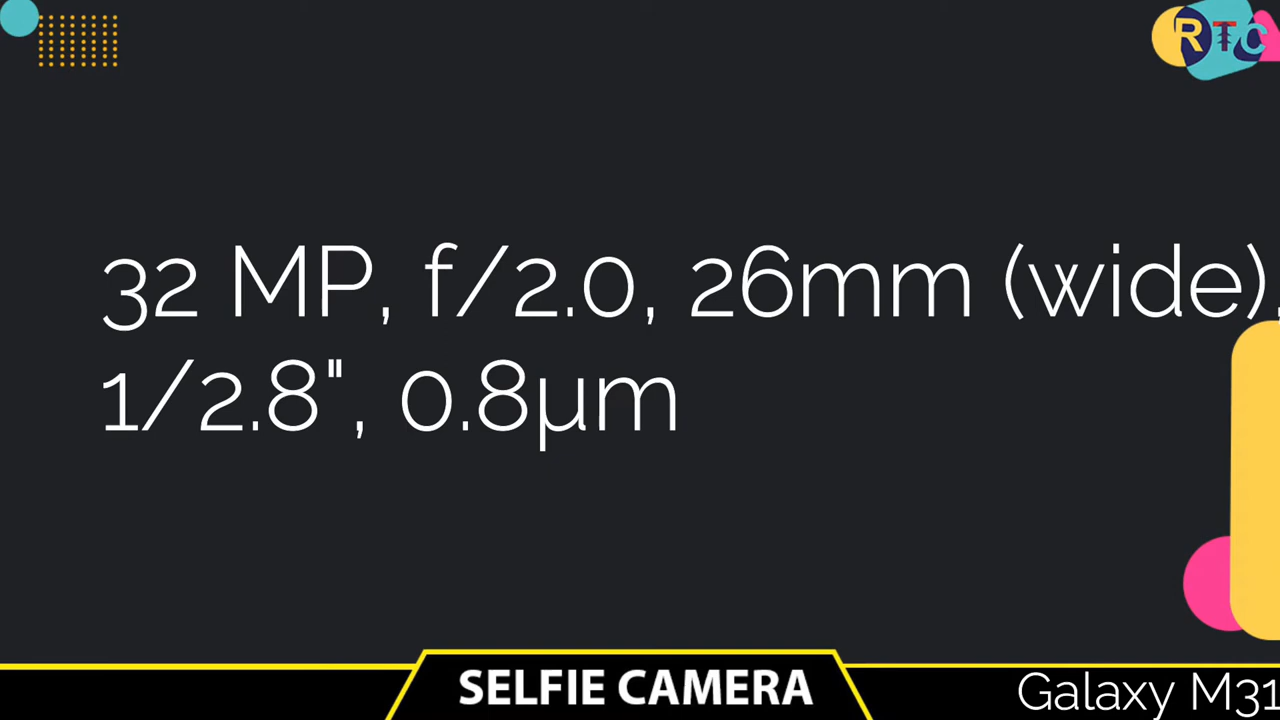 RTC
32 MP, f/2.0, 26mm (wide),
1/2.8", 0.8µm
SELFIE CAMERA
Galaxy M31